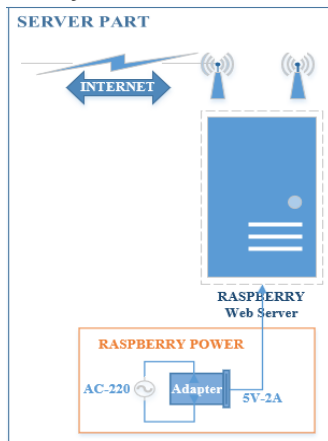 SERVER PART
INTERNET
RASPBERRY
Web Server
RASPBERRY POWER
AC-220
Adapter
5V-2A